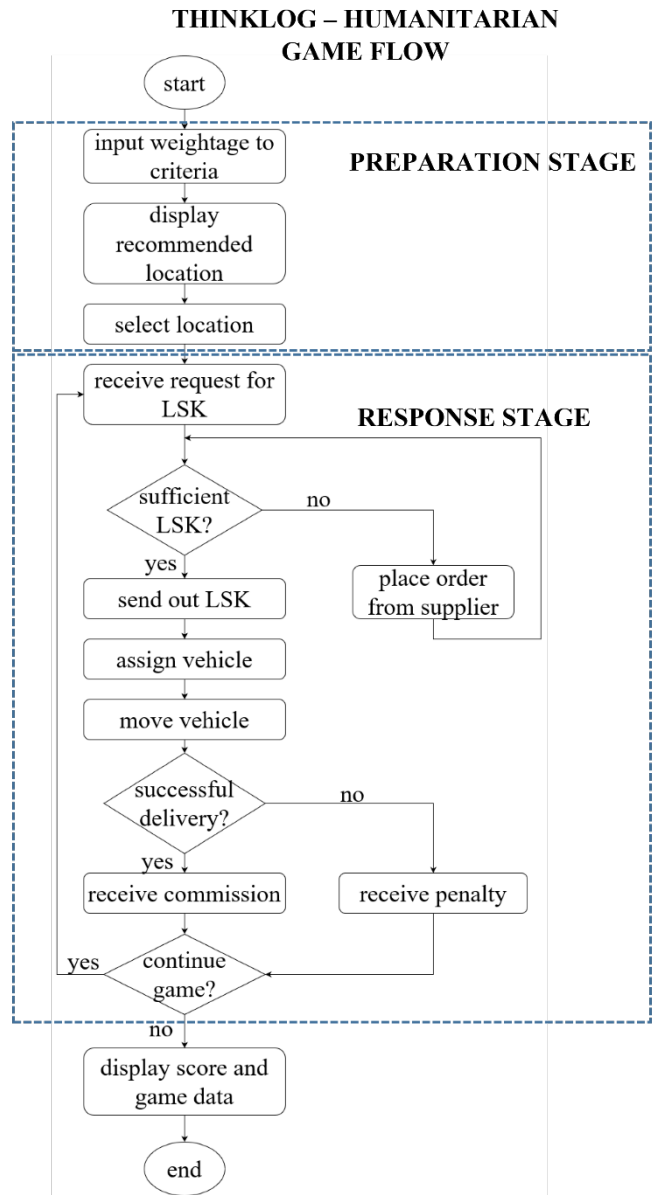 THINKLOG – HUMANITARIAN
GAME FLOW
start
input weightage to
criteria
PREPARATION STAGE
display
recommended
location
select location
receive request for
LSK
RESPONSE STAGE
sufficient
LSK?
no
yes
place order
from supplier
send out LSK
assign vehicle
move vehicle
successful
delivery?
no
yes
receive commission
receive penalty
continue
game?
yes
no
display score and
game data
end